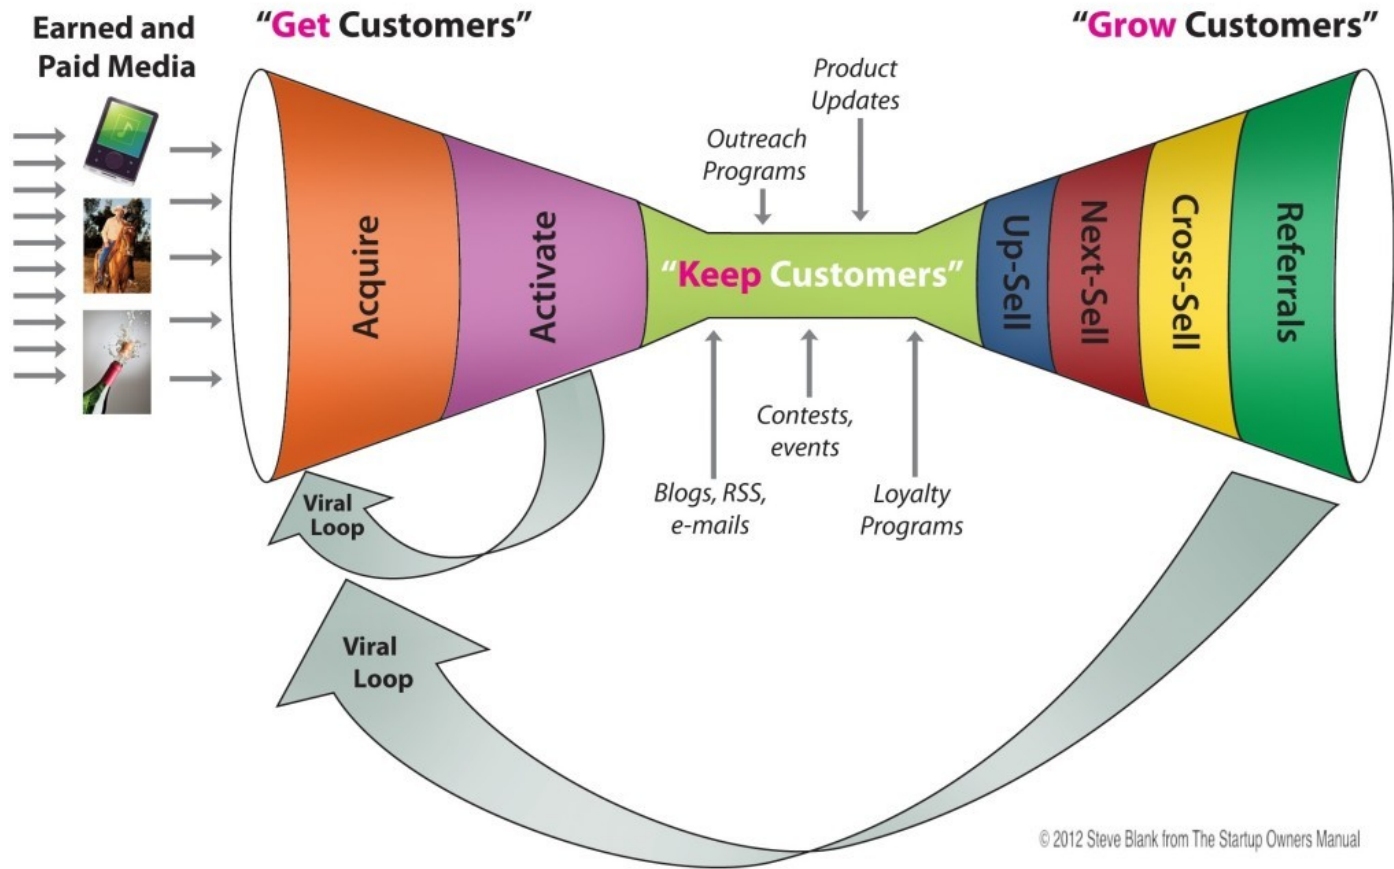 Earned and
Paid Media
“Get Customers”
“Grow Customers”
Product
Updates
Outreach
Programs
Acquire
Activate
“Keep Customers”
Up-Sell
Next-Sell
Cross-Sell
Referrals
Contests,
events
Blogs, RSS,
e-mails
Loyalty
Programs
Viral
Loop
Viral
Loop
© 2012 Steve Blank from The Startup Owners Manual